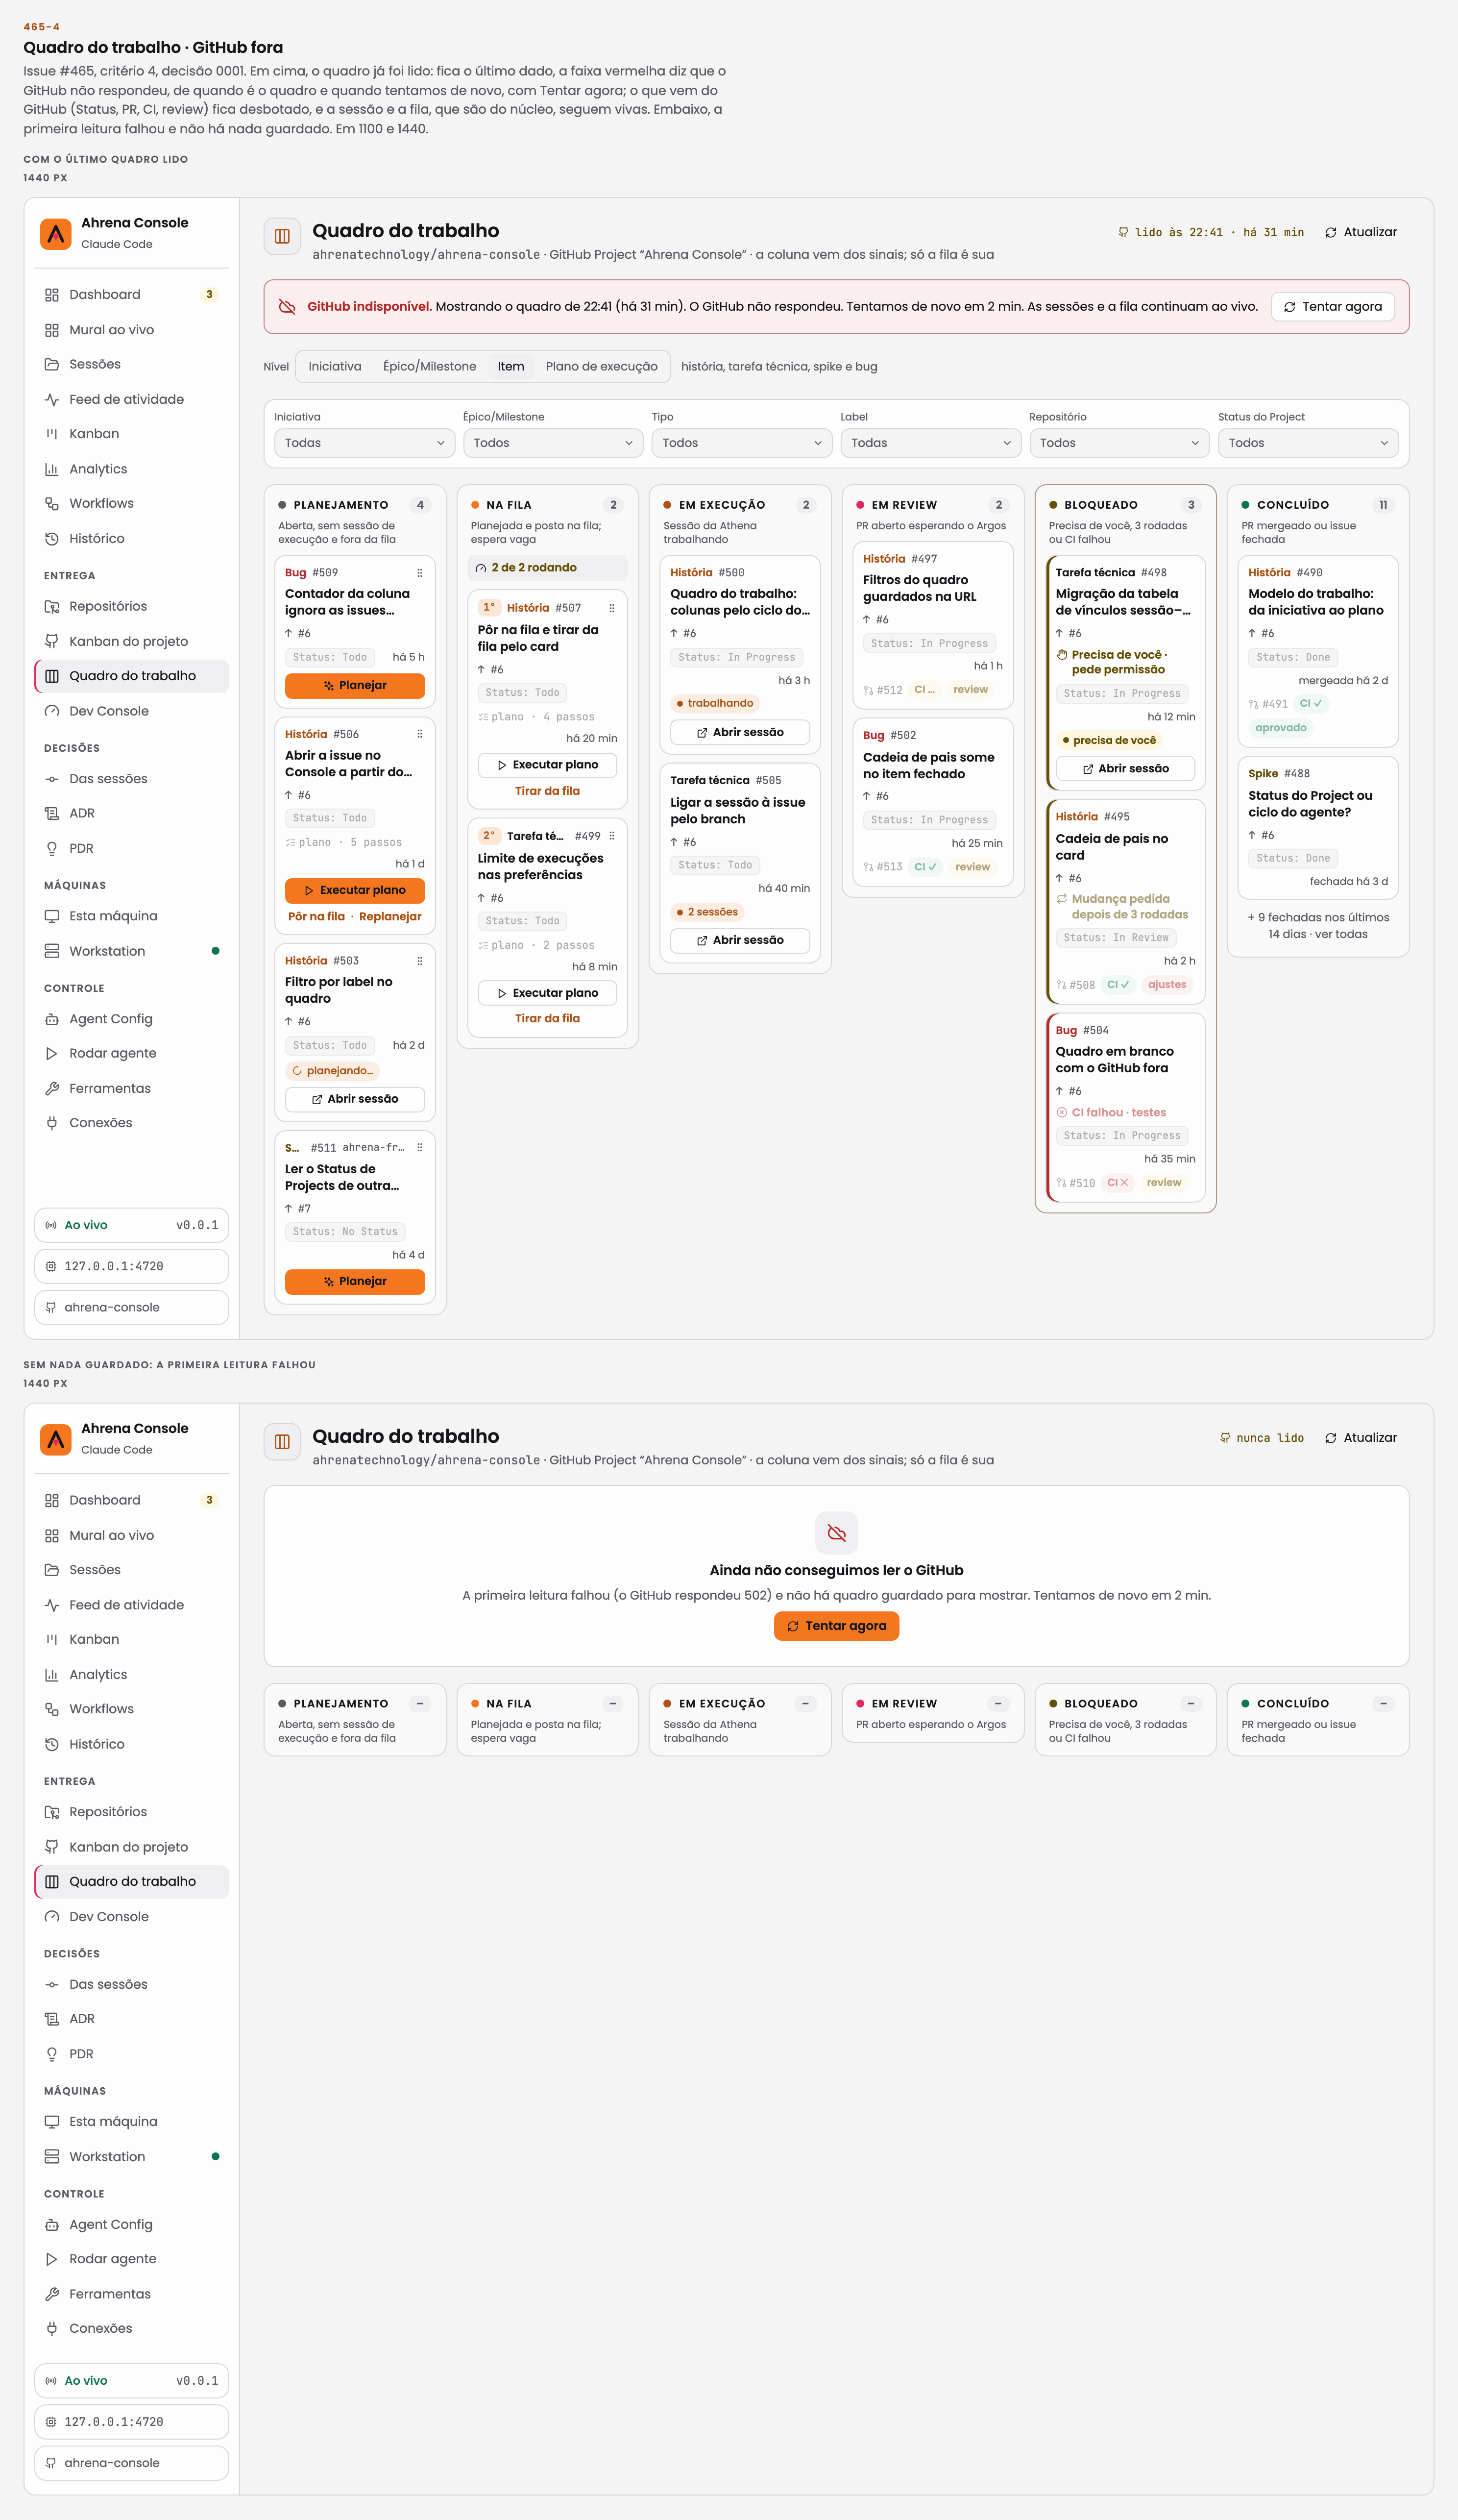 465-4
Quadro do trabalho · GitHub fora
Issue #465, critério 4, decisão 0001. Em cima, o quadro já foi lido: fica o último dado, a faixa vermelha diz que o
GitHub não respondeu, de quando é o quadro e quando tentamos de novo, com Tentar agora; o que vem do
GitHub (Status, PR, CI, review) fica desbotado, e a sessão e a fila, que são do núcleo, seguem vivas. Embaixo, a
primeira leitura falhou e não há nada guardado. Em 1100 e 1440.
COM O ÚLTIMO QUADRO LIDO
1440 PX
Ahrena Console
Claude Code
Dashboard 3
Mural ao vivo
Sessões
Feed de atividade
Kanban
Analytics
Workflows
Histórico
ENTREGA
Repositórios
Kanban do projeto
Quadro do trabalho
Dev Console
DECISÕES
Das sessões
ADR
PDR
MÁQUINAS
Esta máquina
Workstation
CONTROLE
Agent Config
Rodar agente
Ferramentas
Conexões
Ao vivo v0.0.1
127.0.0.1:4720
ahrena-console
Quadro do trabalho
ahrenatechnology/ahrena-console · GitHub Project “Ahrena Console” · a coluna vem dos sinais; só a fila é sua
lido às 22:41 · há 31 min
Atualizar
GitHub indisponível. Mostrando o quadro de 22:41 (há 31 min). O GitHub não respondeu. Tentamos de novo em 2 min. As sessões e a fila continuam ao vivo.
Tentar agora
Nível Iniciativa Épico/Milestone Item Plano de execução história, tarefa técnica, spike e bug
Iniciativa Épico/Milestone Tipo Label Repositório Status do Project
Todas Todos Todos Todas Todos Todos
PLANEJAMENTO 4
Aberta, sem sessão de
execução e fora da fila
Bug #509
Contador da coluna
ignora as issues…
↑ #6
Status: Todo há 5 h
Planejar
História #506
Abrir a issue no
Console a partir do…
↑ #6
Status: Todo
plano · 5 passos
há 1 d
Executar plano
Pôr na fila · Replanejar
História #503
Filtro por label no
quadro
↑ #6
Status: Todo há 2 d
planejando…
Abrir sessão
S… #511 ahrena-fr…
Ler o Status de
Projects de outra…
↑ #7
Status: No Status
há 4 d
Planejar
NA FILA 2
Planejada e posta na fila;
espera vaga
2 de 2 rodando
1° História #507
Pôr na fila e tirar da
fila pelo card
↑ #6
Status: Todo
plano · 4 passos
há 20 min
Executar plano
Tirar da fila
2° Tarefa té… #499
Limite de execuções
nas preferências
↑ #6
Status: Todo
plano · 2 passos
há 8 min
Executar plano
Tirar da fila
EM EXECUÇÃO 2
Sessão da Athena
trabalhando
História #500
Quadro do trabalho:
colunas pelo ciclo do…
↑ #6
Status: In Progress
há 3 h
trabalhando
Abrir sessão
Tarefa técnica #505
Ligar a sessão à issue
pelo branch
↑ #6
Status: Todo
há 40 min
2 sessões
Abrir sessão
EM REVIEW 2
PR aberto esperando o Argos
História #497
Filtros do quadro
guardados na URL
↑ #6
Status: In Progress
há 1 h
#512 CI … review
Bug #502
Cadeia de pais some
no item fechado
↑ #6
Status: In Progress
há 25 min
#513 CI ✓ review
BLOQUEADO 3
Precisa de você, 3 rodadas
ou CI falhou
Tarefa técnica #498
Migração da tabela
de vínculos sessão–…
↑ #6
Precisa de você ·
pede permissão
Status: In Progress
há 12 min
precisa de você
Abrir sessão
História #495
Cadeia de pais no
card
↑ #6
Mudança pedida
depois de 3 rodadas
Status: In Review
há 2 h
#508 CI ✓ ajustes
Bug #504
Quadro em branco
com o GitHub fora
↑ #6
CI falhou · testes
Status: In Progress
há 35 min
#510 CI ✕ review
CONCLUÍDO 11
PR mergeado ou issue
fechada
História #490
Modelo do trabalho:
da iniciativa ao plano
↑ #6
Status: Done
mergeada há 2 d
#491 CI ✓
aprovado
Spike #488
Status do Project ou
ciclo do agente?
↑ #6
Status: Done
fechada há 3 d
+ 9 fechadas nos últimos
14 dias · ver todas
SEM NADA GUARDADO: A PRIMEIRA LEITURA FALHOU
1440 PX
Ahrena Console
Claude Code
Dashboard 3
Mural ao vivo
Sessões
Feed de atividade
Kanban
Analytics
Workflows
Histórico
ENTREGA
Repositórios
Kanban do projeto
Quadro do trabalho
Dev Console
DECISÕES
Das sessões
ADR
PDR
MÁQUINAS
Esta máquina
Workstation
CONTROLE
Agent Config
Rodar agente
Ferramentas
Conexões
Ao vivo v0.0.1
127.0.0.1:4720
ahrena-console
Quadro do trabalho
ahrenatechnology/ahrena-console · GitHub Project “Ahrena Console” · a coluna vem dos sinais; só a fila é sua
nunca lido
Atualizar
Ainda não conseguimos ler o GitHub
A primeira leitura falhou (o GitHub respondeu 502) e não há quadro guardado para mostrar. Tentamos de novo em 2 min.
Tentar agora
PLANEJAMENTO –
Aberta, sem sessão de
execução e fora da fila
NA FILA –
Planejada e posta na fila;
espera vaga
EM EXECUÇÃO –
Sessão da Athena
trabalhando
EM REVIEW –
PR aberto esperando o Argos
BLOQUEADO –
Precisa de você, 3 rodadas
ou CI falhou
CONCLUÍDO –
PR mergeado ou issue
fechada